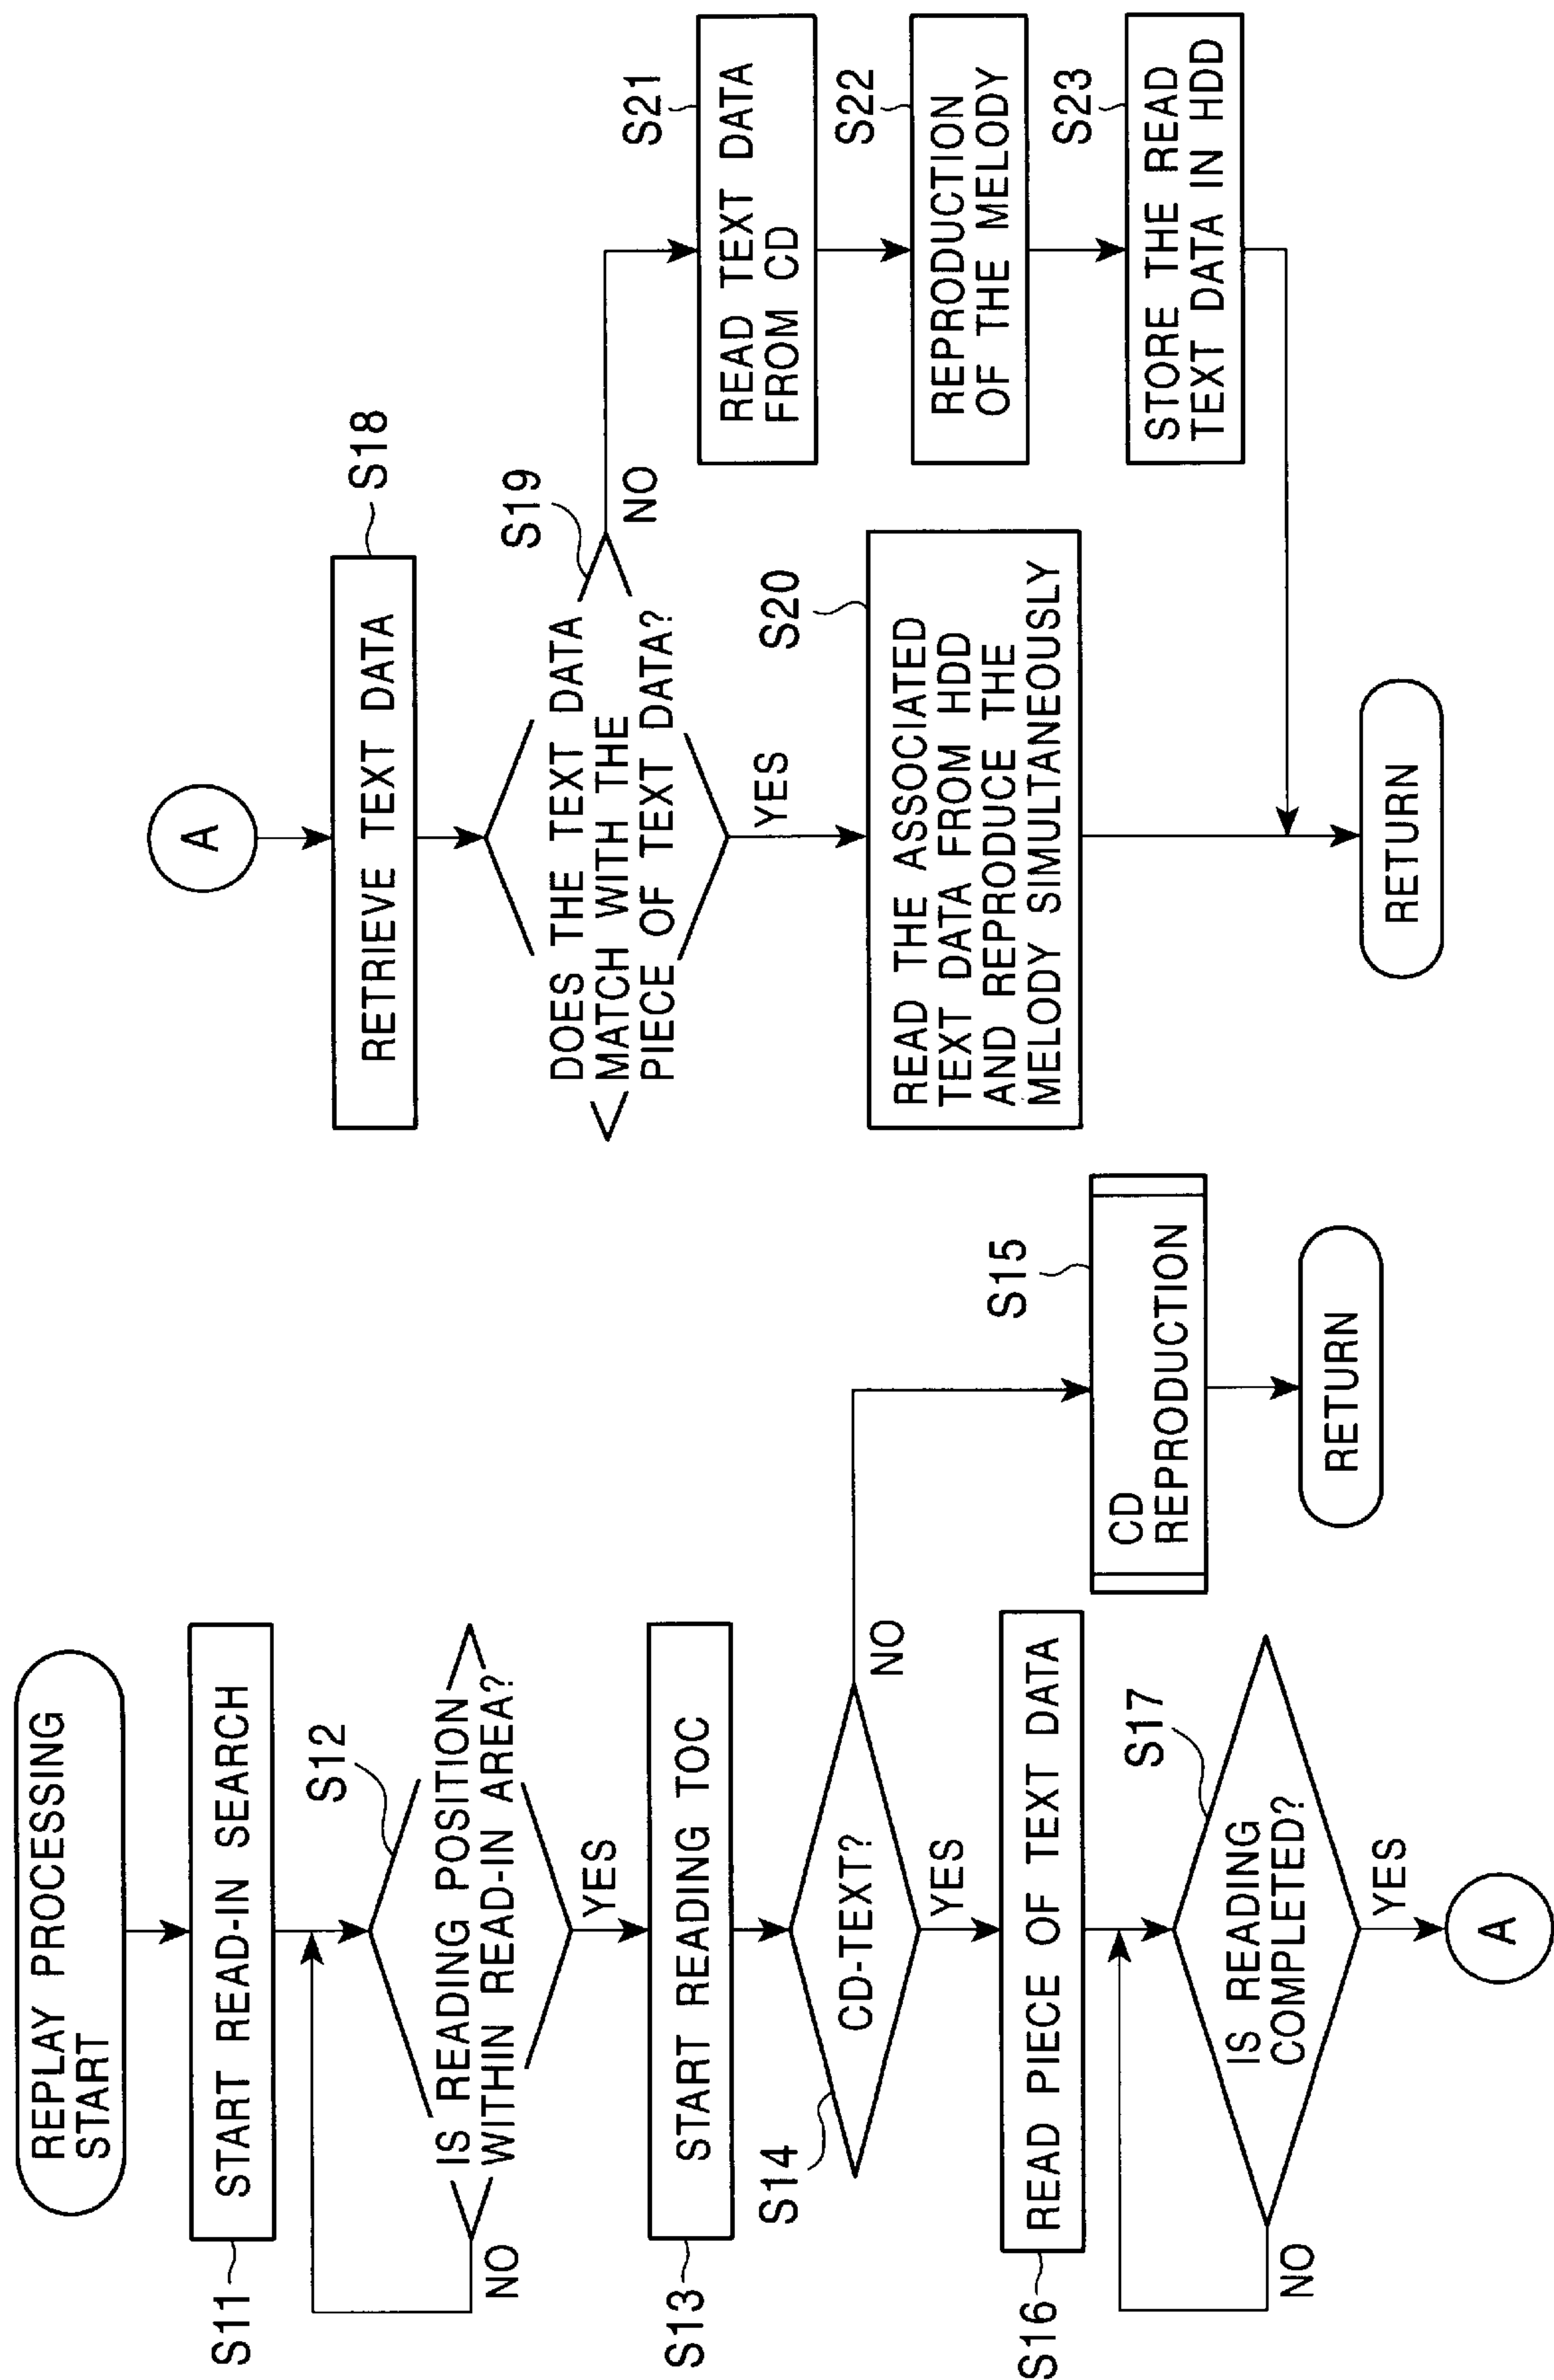 REPLAY PROCESSING
START
S11
START READ-IN SEARCH
S12
IS READING POSITION
WITHIN READ-IN AREA?
NO
YES
S13
START READING TOC
S14
CD-TEXT?
NO
YES
S15
CD
REPRODUCTION
RETURN
S16
READ PIECE OF TEXT DATA
S17
IS READING
COMPLETED?
NO
YES
A
A
S18
RETRIEVE TEXT DATA
S19
DOES THE TEXT DATA
MATCH WITH THE
PIECE OF TEXT DATA?
NO
YES
S20
READ THE ASSOCIATED
TEXT DATA FROM HDD
AND REPRODUCE THE
MELODY SIMULTANEOUSLY
S21
READ TEXT DATA
FROM CD
S22
REPRODUCTION
OF THE MELODY
S23
STORE THE READ
TEXT DATA IN HDD
RETURN